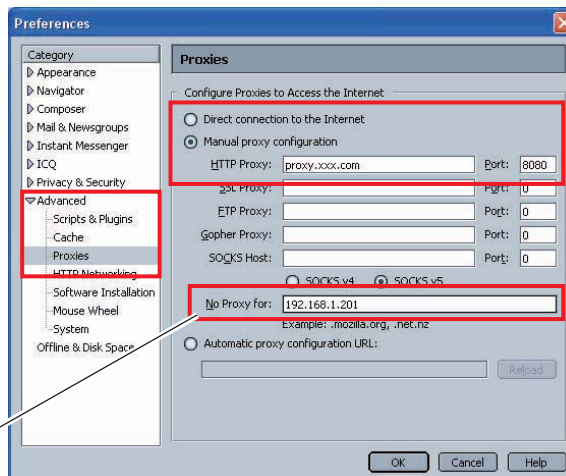 Preferences
Category
Appearance
Navigator
Composer
Mail & Newsgroups
Instant Messenger
ICQ
Privacy & Security
Advanced
Scripts & Plugins
Cache
Proxies
HTTP Networking
Software Installation
Mouse Wheel
System
Offline & Disk Space
Proxies
Configure Proxies to Access the Internet
Direct connection to the Internet
Manual proxy configuration
HTTP Proxy: proxy.xxx.com Port: 8080
SSL Proxy: Port: 0
FTP Proxy: Port: 0
Gopher Proxy: Port: 0
SOCKS Host: Port: 0
SOCKS v4 SOCKS v5
No Proxy for: 192.168.1.201
Example: .mozilla.org, .net.nz
Automatic proxy configuration URL:
Reload
OK Cancel Help